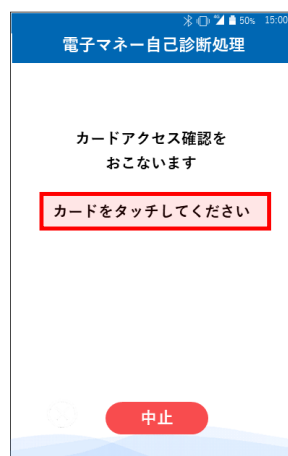 50% 15:00
電子マネー自己診断処理
カードアクセス確認を
おこないます
カードをタッチしてください
中止